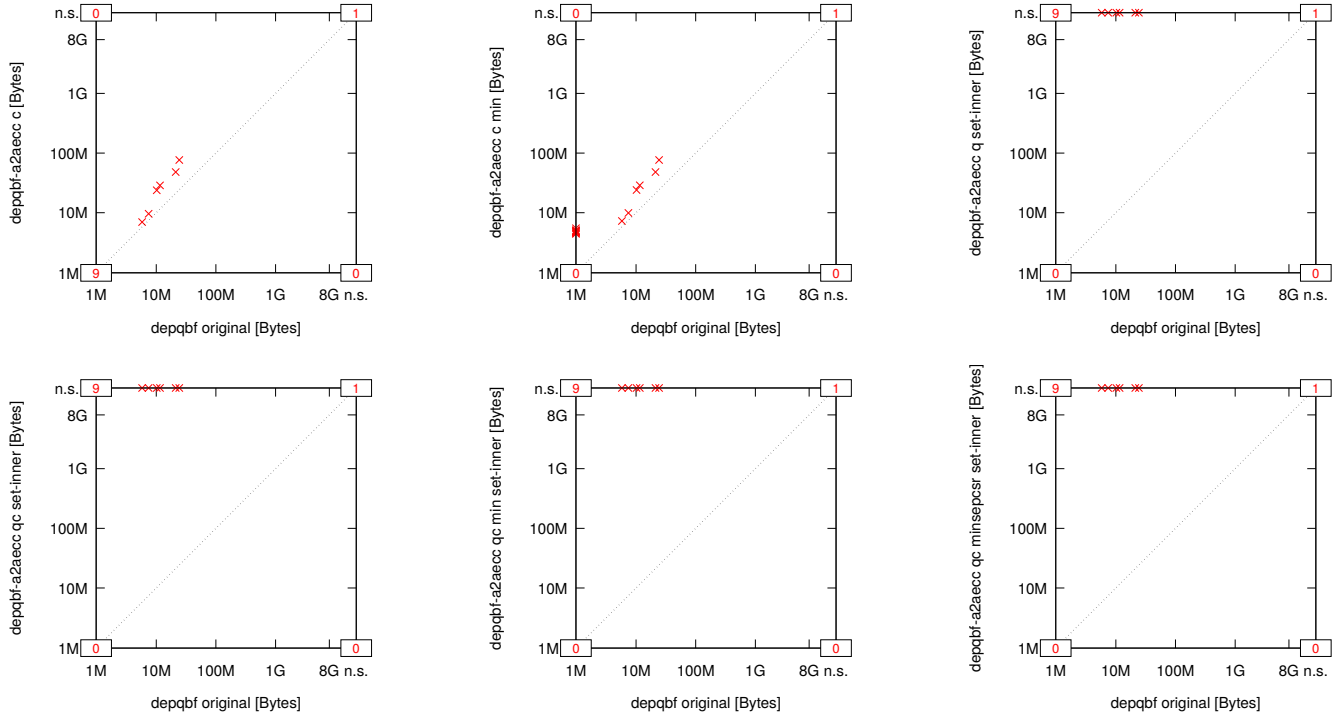 n.s. 0 1
8G
1G
100M
10M
1M 9 0
1M 10M 100M 1G 8G n.s.
depqbf original [Bytes]
depqbf-a2aecc c [Bytes]
n.s. 0 1
8G
1G
100M
10M
1M 0 0
1M 10M 100M 1G 8G n.s.
depqbf original [Bytes]
depqbf-a2aecc c min [Bytes]
n.s. 9 1
8G
1G
100M
10M
1M 0 0
1M 10M 100M 1G 8G n.s.
depqbf original [Bytes]
depqbf-a2aecc q set-inner [Bytes]
n.s. 9 1
8G
1G
100M
10M
1M 0 0
1M 10M 100M 1G 8G n.s.
depqbf original [Bytes]
depqbf-a2aecc qc set-inner [Bytes]
n.s. 9 1
8G
1G
100M
10M
1M 0 0
1M 10M 100M 1G 8G n.s.
depqbf original [Bytes]
depqbf-a2aecc qc min set-inner [Bytes]
n.s. 9 1
8G
1G
100M
10M
1M 0 0
1M 10M 100M 1G 8G n.s.
depqbf original [Bytes]
depqbf-a2aecc qc minsepcsr set-inner [Bytes]